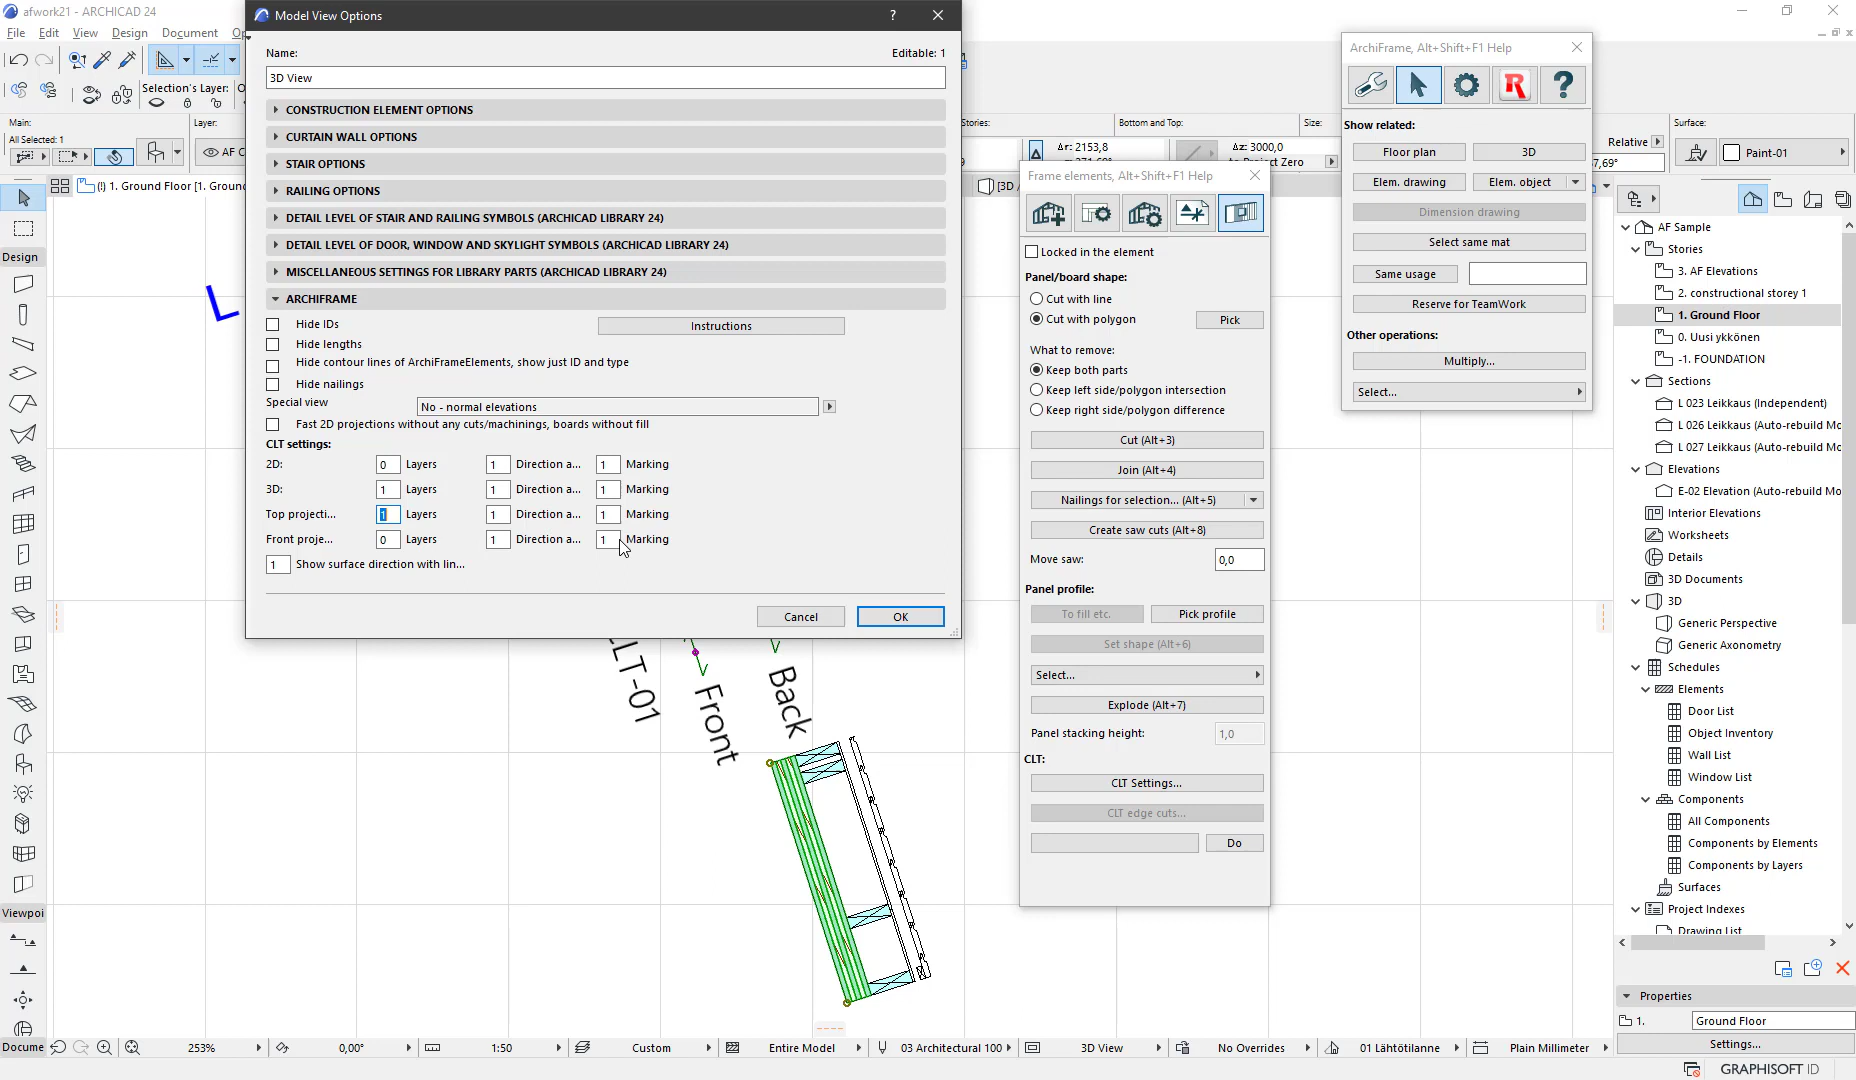 afwork21 - ARCHICAD 24
File Edit View Design Document Op
Selection's Layer:
Main:
All Selected: 1
Layer:
AF C
(!) 1. Ground Floor [1. Groun
Design
Viewpoi
Docume
Model View Options
Name:
Editable: 1
3D View
CONSTRUCTION ELEMENT OPTIONS
CURTAIN WALL OPTIONS
STAIR OPTIONS
RAILING OPTIONS
DETAIL LEVEL OF STAIR AND RAILING SYMBOLS (ARCHICAD LIBRARY 24)
DETAIL LEVEL OF DOOR, WINDOW AND SKYLIGHT SYMBOLS (ARCHICAD LIBRARY 24)
MISCELLANEOUS SETTINGS FOR LIBRARY PARTS (ARCHICAD LIBRARY 24)
ARCHIFRAME
Hide IDs
Instructions
Hide lengths
Hide contour lines of ArchiFrameElements, show just ID and type
Hide nailings
Special view No - normal elevations
Fast 2D projections without any cuts/machinings, boards without fill
CLT settings:
2D: 0 Layers 1 Direction a... 1 Marking
3D: 1 Layers 1 Direction a... 1 Marking
Top projecti... 1 Layers 1 Direction a... 1 Marking
Front proje... 0 Layers 1 Direction a... 1 Marking
1 Show surface direction with lin...
Cancel OK
LT-01
Front
Back
Stories:
Bottom and Top:
Size:
Surface:
Δr: 2153,8
Δz: 3000,0
to Project Zero
Relative
7,69°
Paint-01
[3D /
Frame elements, Alt+Shift+F1 Help
Locked in the element
Panel/board shape:
Cut with line
Cut with polygon Pick
What to remove:
Keep both parts
Keep left side/polygon intersection
Keep right side/polygon difference
Cut (Alt+3)
Join (Alt+4)
Nailings for selection... (Alt+5)
Create saw cuts (Alt+8)
Move saw: 0,0
Panel profile:
To fill etc. Pick profile
Set shape (Alt+6)
Select...
Explode (Alt+7)
Panel stacking height: 1,0
CLT:
CLT Settings...
CLT edge cuts...
Do
ArchiFrame, Alt+Shift+F1 Help
R ?
Show related:
Floor plan 3D
Elem. drawing Elem. object
Dimension drawing
Select same mat
Same usage
Reserve for TeamWork
Other operations:
Multiply...
Select...
AF Sample
Stories
3. AF Elevations
2. constructional storey 1
1. Ground Floor
0. Uusi ykkönen
-1. FOUNDATION
Sections
L 023 Leikkaus (Independent)
L 026 Leikkaus (Auto-rebuild Mo
L 027 Leikkaus (Auto-rebuild Mo
Elevations
E-02 Elevation (Auto-rebuild Mo
Interior Elevations
Worksheets
Details
3D Documents
3D
Generic Perspective
Generic Axonometry
Schedules
Elements
Door List
Object Inventory
Wall List
Window List
Components
All Components
Components by Elements
Components by Layers
Surfaces
Project Indexes
Drawing List
Properties
1. Ground Floor
Settings...
253% 0,00° 1:50 Custom Entire Model 03 Architectural 100 3D View No Overrides 01 Lähtötilanne Plain Millimeter
GRAPHISOFT ID